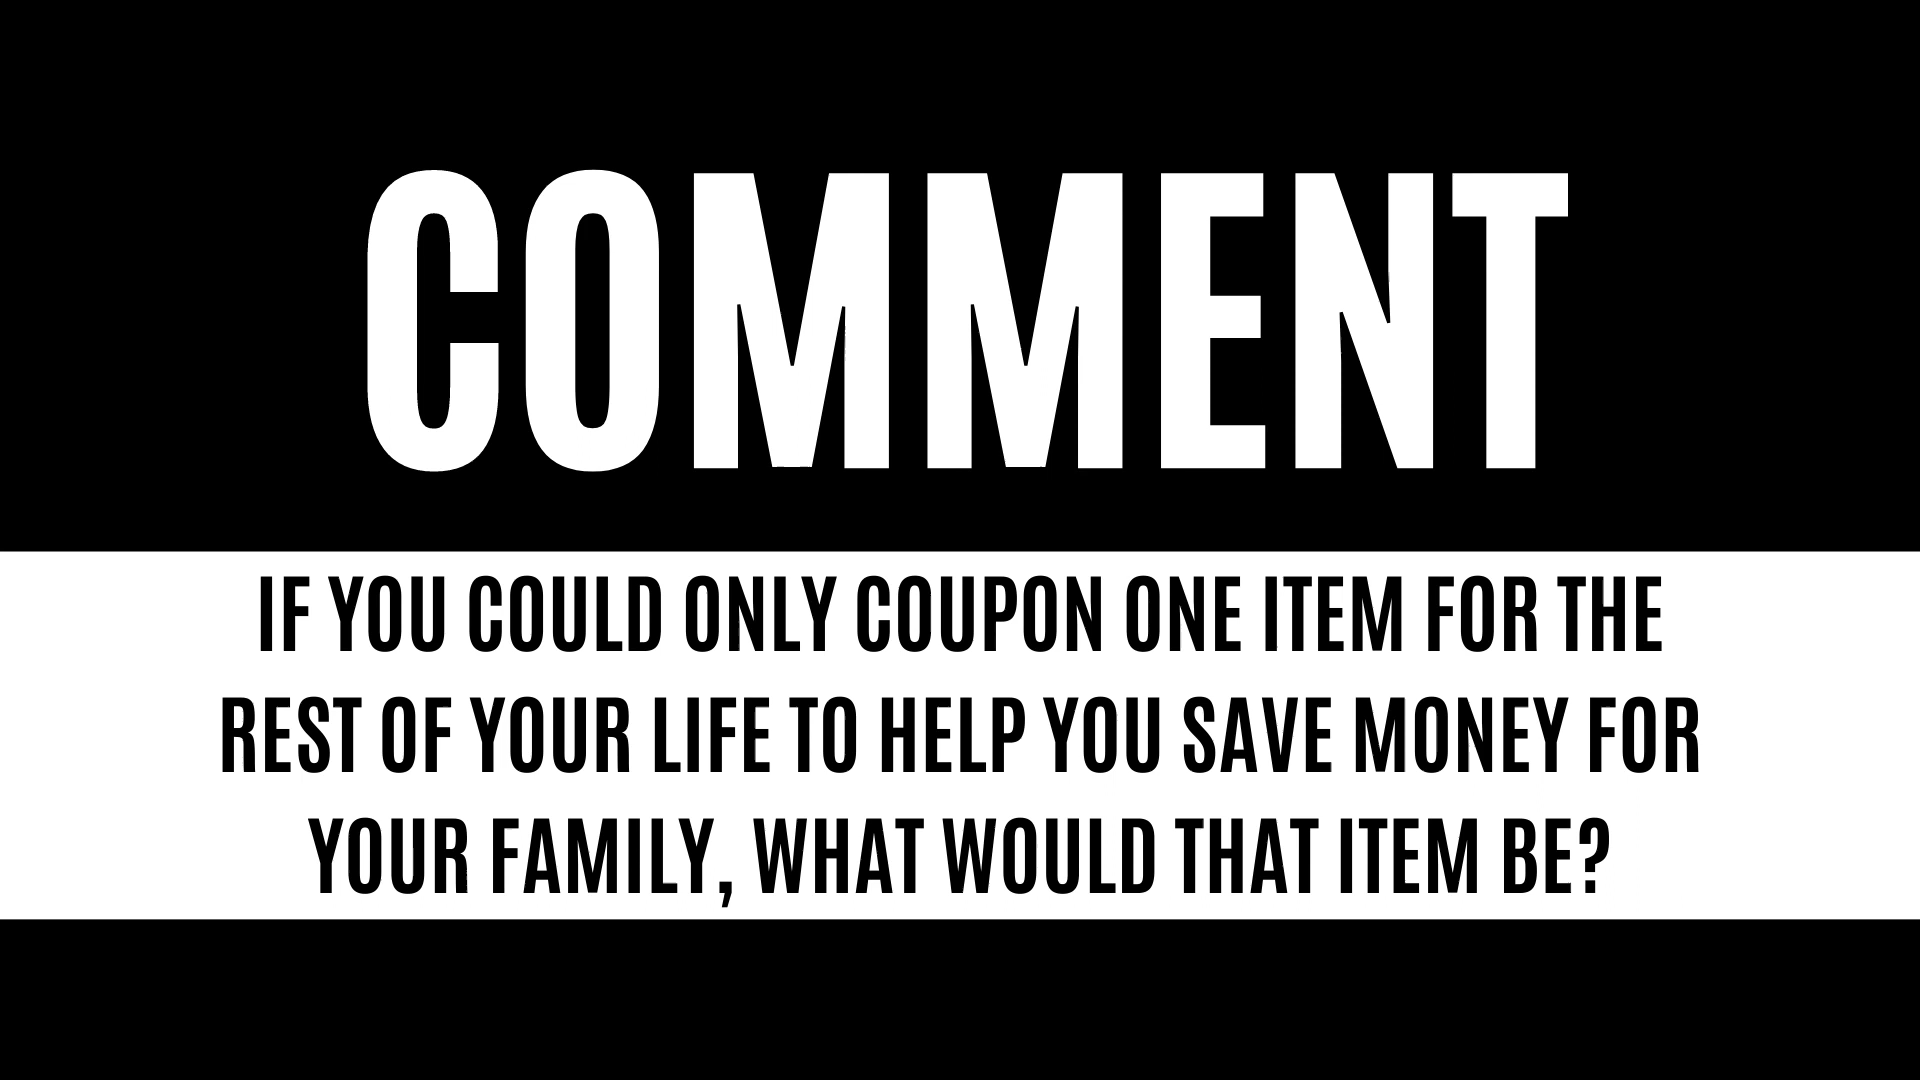 COMMENT
IF YOU COULD ONLY COUPON ONE ITEM FOR THE
REST OF YOUR LIFE TO HELP YOU SAVE MONEY FOR
YOUR FAMILY, WHAT WOULD THAT ITEM BE?